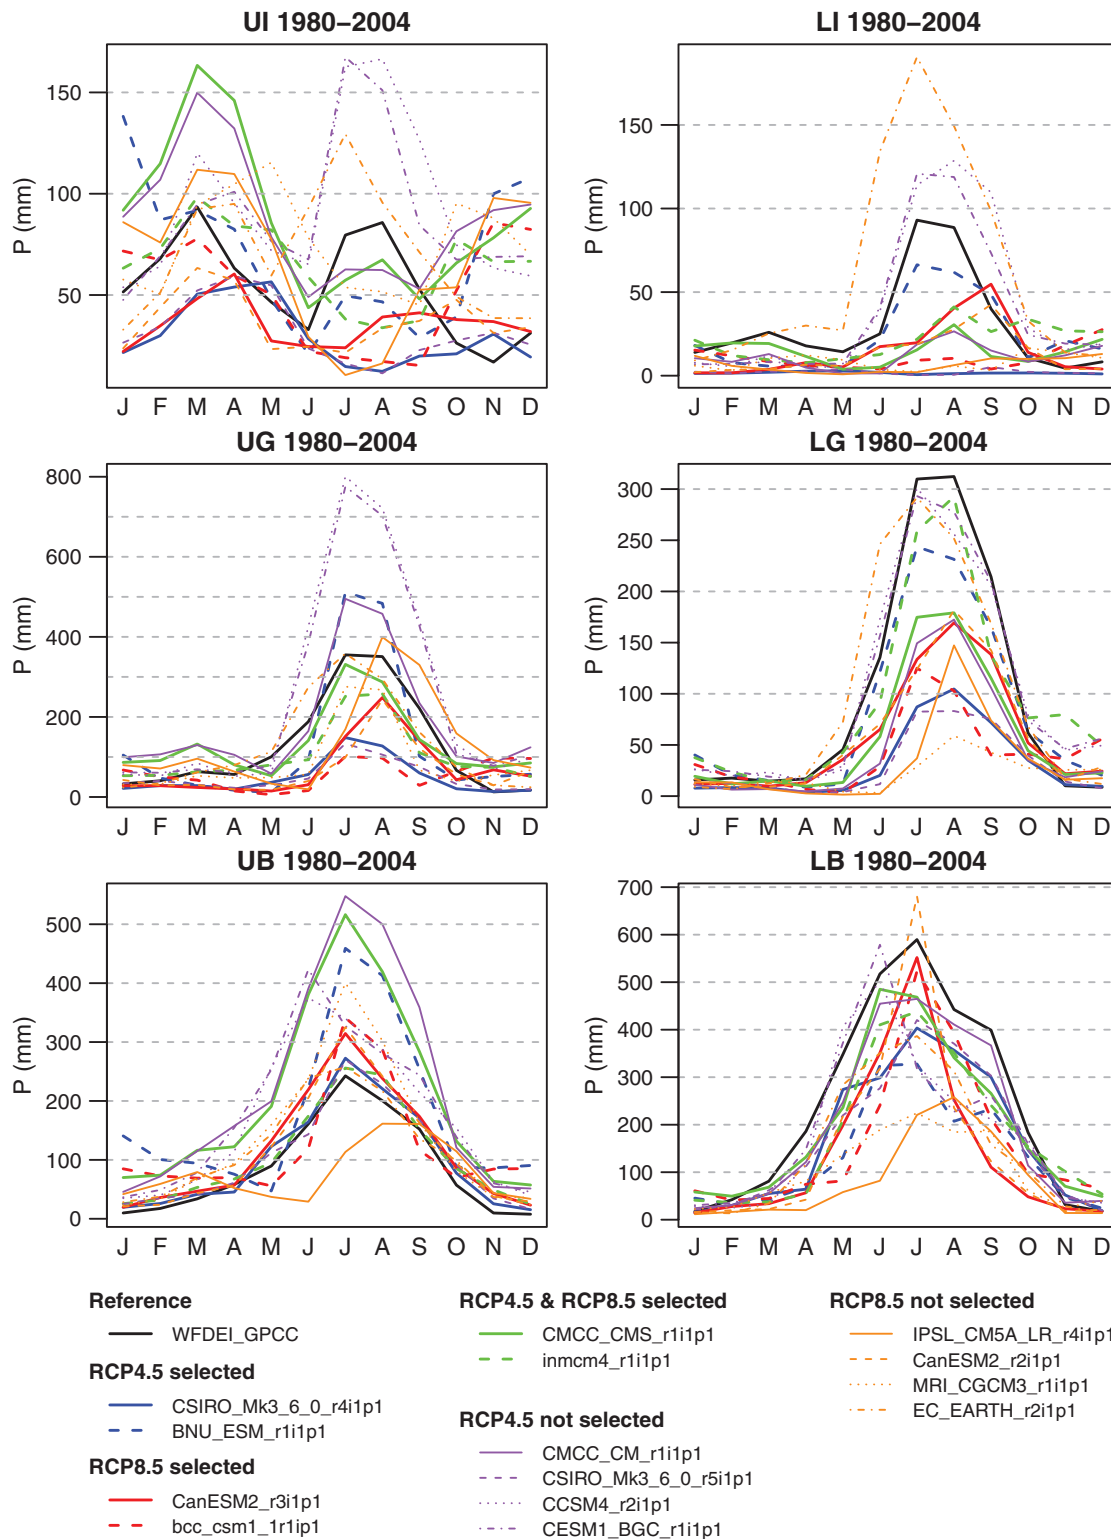 UI 1980−2004
P (mm)
150
100
50
J F M A M J J A S O N D
LI 1980−2004
P (mm)
150
100
50
0
J F M A M J J A S O N D
UG 1980−2004
P (mm)
800
600
400
200
0
J F M A M J J A S O N D
LG 1980−2004
P (mm)
300
250
200
150
100
50
0
J F M A M J J A S O N D
UB 1980−2004
P (mm)
500
400
300
200
100
0
J F M A M J J A S O N D
LB 1980−2004
P (mm)
700
600
500
400
300
200
100
0
J F M A M J J A S O N D
Reference
WFDEI_GPCC
RCP4.5 selected
CSIRO_Mk3_6_0_r4i1p1
BNU_ESM_r1i1p1
RCP8.5 selected
CanESM2_r3i1p1
bcc_csm1_1r1ip1
RCP4.5 & RCP8.5 selected
CMCC_CMS_r1i1p1
inmcm4_r1i1p1
RCP4.5 not selected
CMCC_CM_r1i1p1
CSIRO_Mk3_6_0_r5i1p1
CCSM4_r2i1p1
CESM1_BGC_r1i1p1
RCP8.5 not selected
IPSL_CM5A_LR_r4i1p1
CanESM2_r2i1p1
MRI_CGCM3_r1i1p1
EC_EARTH_r2i1p1